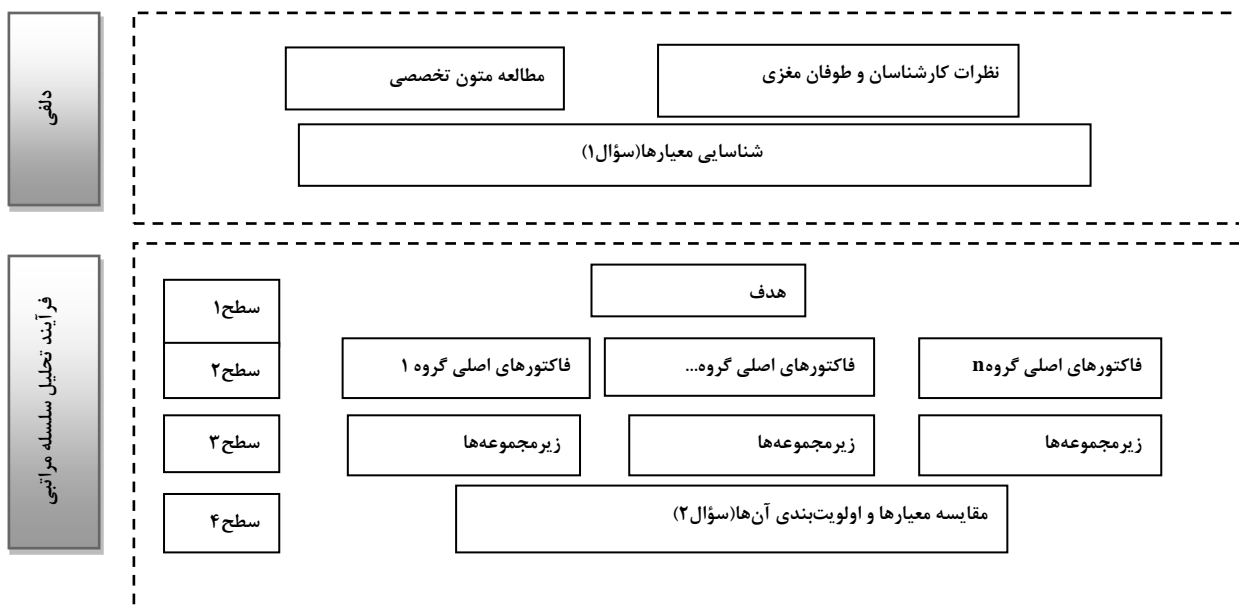 دلفی
نظرات کارشناسان و طوفان مغزی
مطالعه متون تخصصی
شناسایی معیارها(سؤال۱)
فرآیند تحلیل سلسله مراتبی
هدف
سطح۱
فاکتورهای اصلی گروهn
فاکتورهای اصلی گروه...
فاکتورهای اصلی گروه ۱
سطح۲
زیرمجموعه‌ها
زیرمجموعه‌ها
زیرمجموعه‌ها
سطح۳
مقایسه معیارها و اولویت‌بندی آن‌ها(سؤال۲)
سطح۴